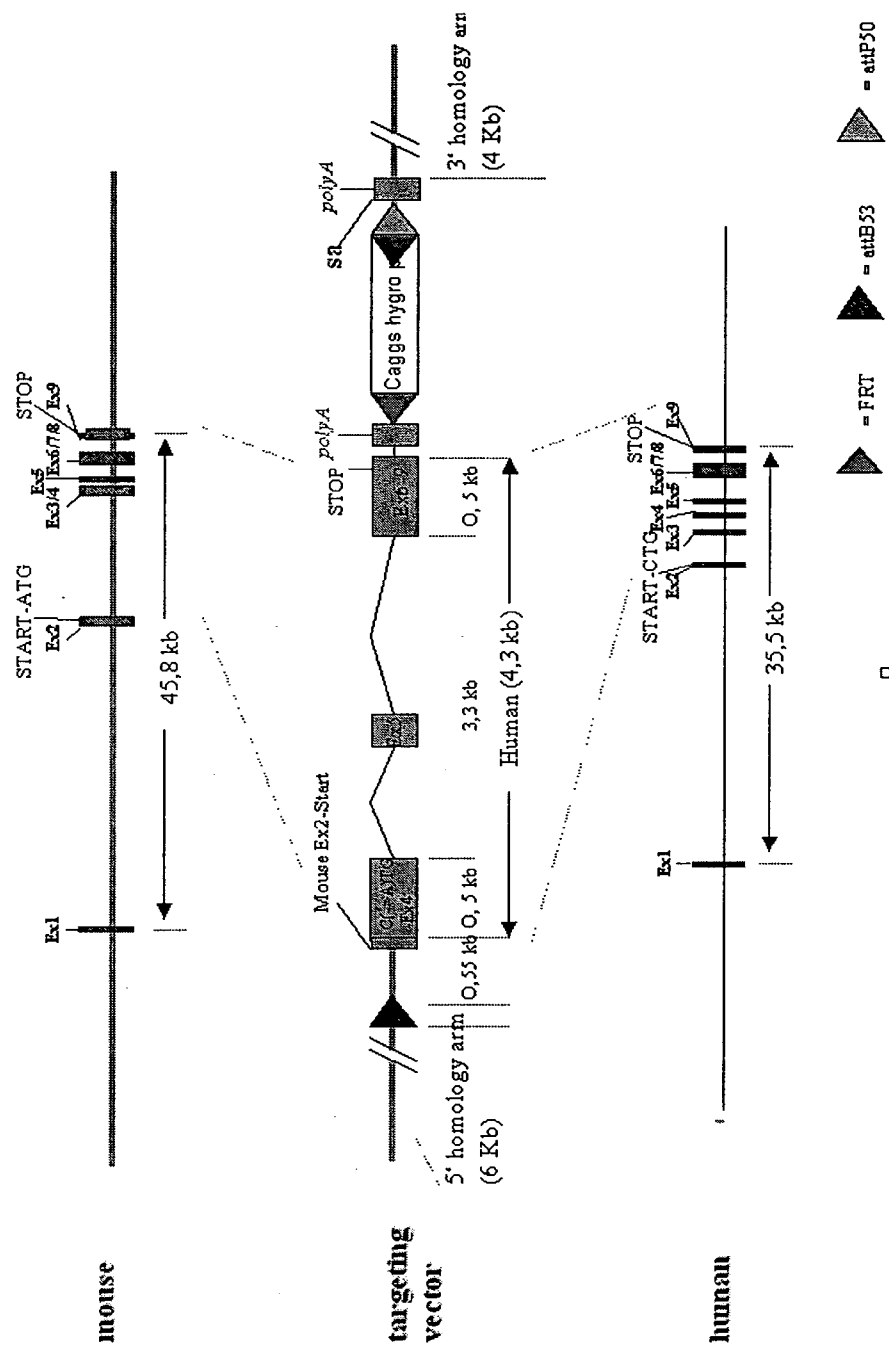 mouse
Ex1
START-ATG
Ex2
Ex3/4
Ex5
Ex6/7/8
STOP
Ex9
45,8 kb
targeting
vector
5' homology arm
(6 Kb)
Mouse Ex2-Start
-Ex4
Ex5
STOP
polyA
Caggs hygro p
sa
polyA
3' homology arm
(4 Kb)
0,55 kb
0,5 kb
3,3 kb
0,5 kb
Human (4,3 kb)
human
Ex1
START-CTG
Ex2
Ex3
Ex4
Ex5
Ex6/7/8
STOP
Ex9
35,5 kb
= FRT
= attB53
= attP50